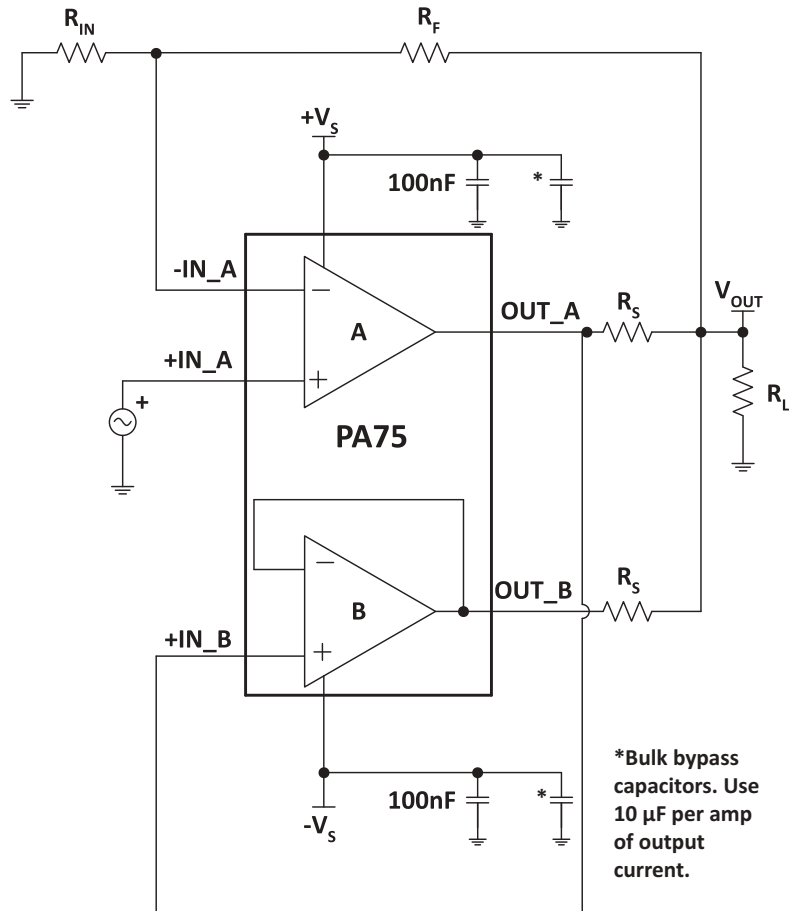 R_IN
R_F
+V_S
100nF
*
-IN_A
+IN_A
+
−
A
+
OUT_A
R_S
V_OUT
R_L
PA75
−
B
+
OUT_B
R_S
+IN_B
100nF
*
-V_S
*Bulk bypass
capacitors. Use
10 µF per amp
of output
current.